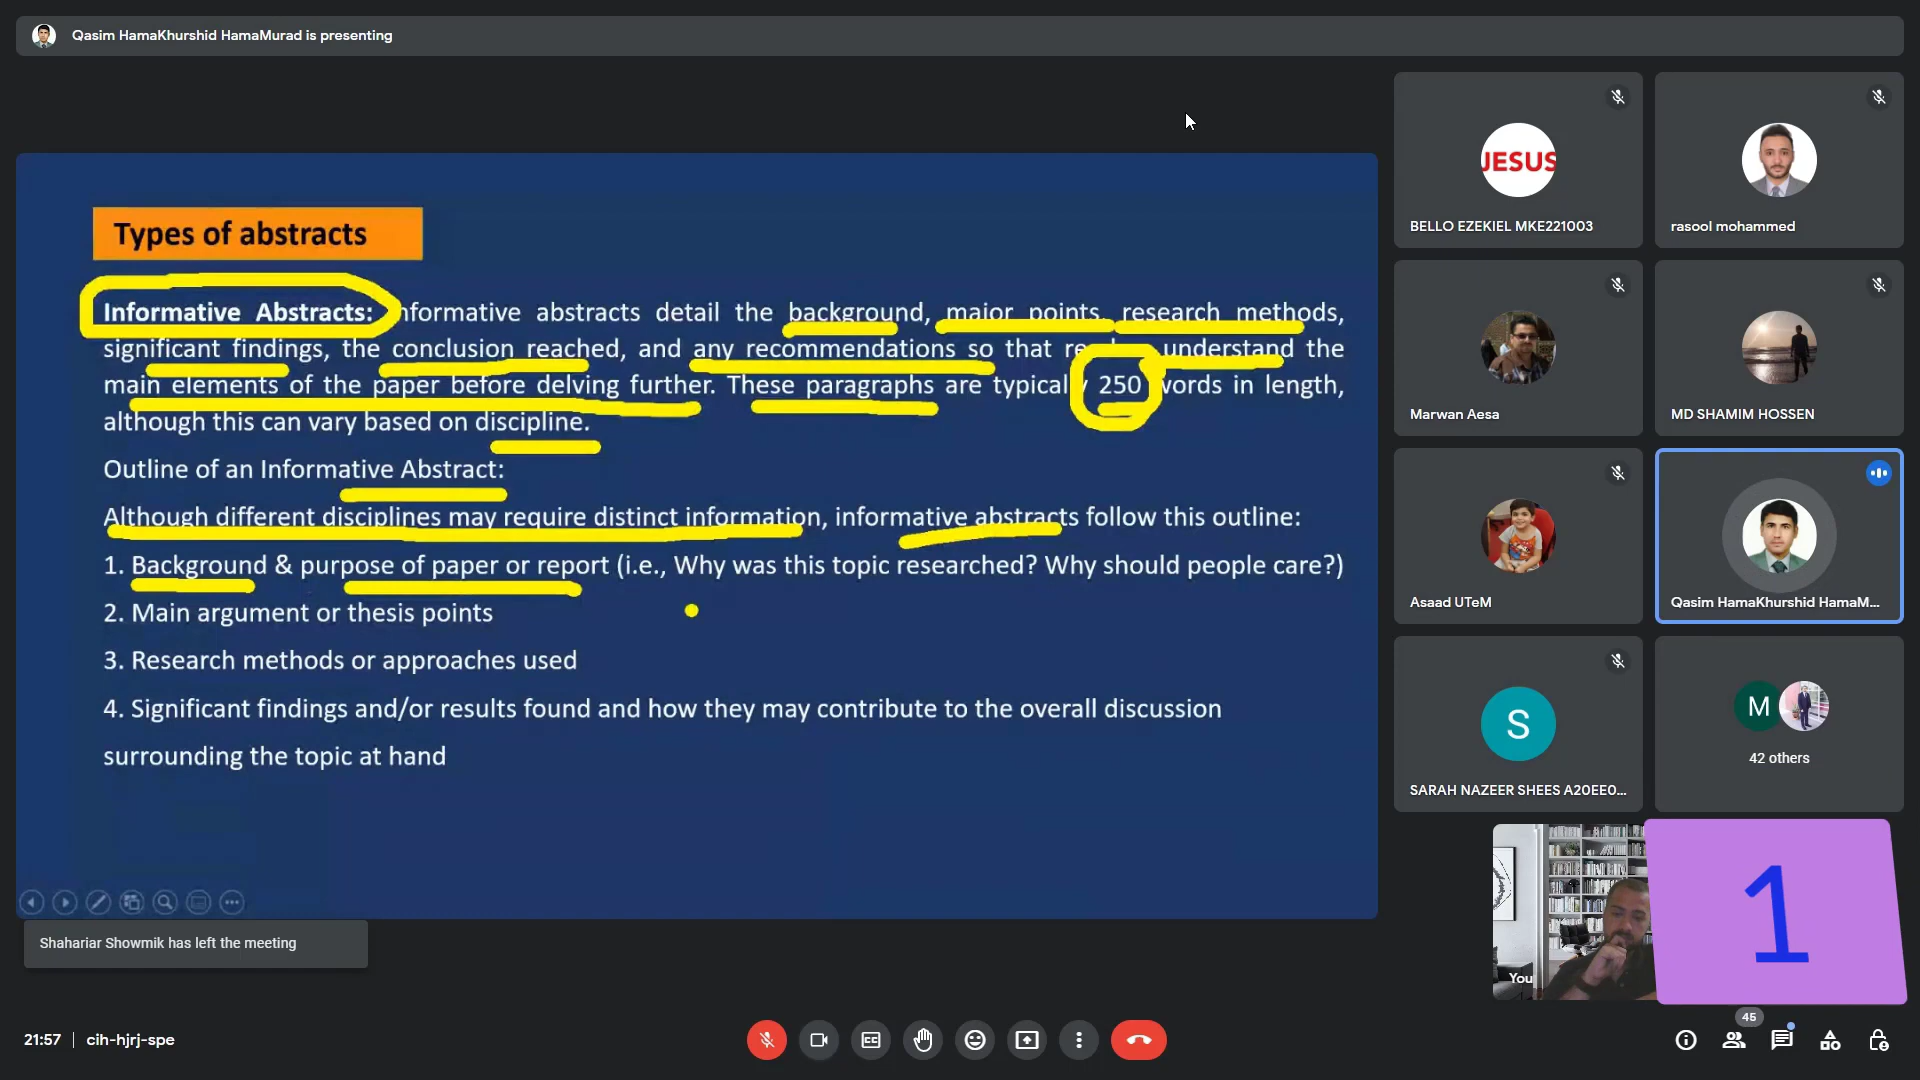 Qasim HamaKhurshid HamaMurad is presenting
Types of abstracts
Informative Abstracts: nformative abstracts detail the background, major points, research methods,
significant findings, the conclusion reached, and any recommendations so that understand the
main elements of the paper before delving further. These paragraphs are typically 250 words in length,
although this can vary based on discipline.
Outline of an Informative Abstract:
Although different disciplines may require distinct information, informative abstracts follow this outline:
1. Background & purpose of paper or report (i.e., Why was this topic researched? Why should people care?)
2. Main argument or thesis points
3. Research methods or approaches used
4. Significant findings and/or results found and how they may contribute to the overall discussion
surrounding the topic at hand
Shahariar Showmik has left the meeting
JESUS
BELLO EZEKIEL MKE221003
rasool mohammed
Marwan Aesa
MD SHAMIM HOSSEN
Asaad UTeM
Qasim HamaKhurshid HamaM...
S
SARAH NAZEER SHEES A20EE0...
M
42 others
You
1
21:57 | cih-hjrj-spe
CC
45